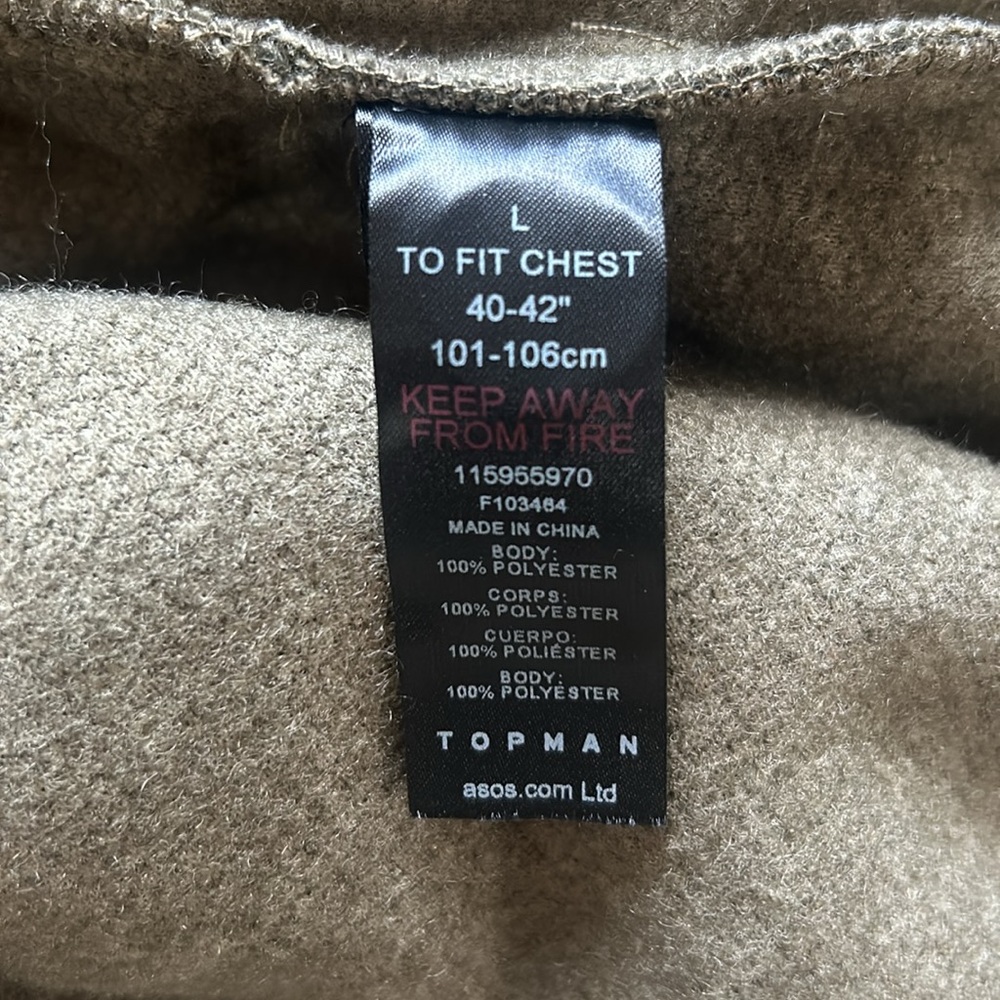 L
TO FIT CHEST
40-42"
101-106cm
KEEP AWAY
FROM FIRE
115955970
F103464
MADE IN CHINA
BODY:
100% POLYESTER
CORPS:
100% POLYESTER
CUERPO:
100% POLIÉSTER
BODY:
100% POLYESTER
TOPMAN
asos.com Ltd